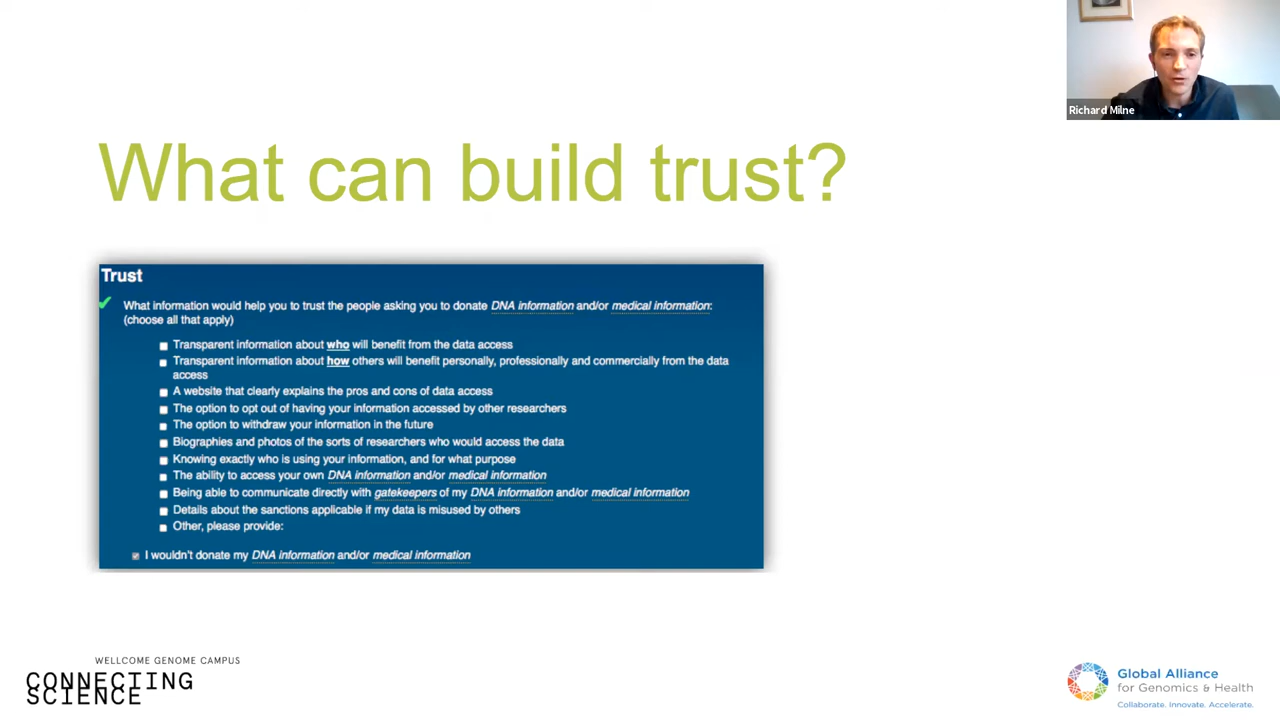 Richard Milne
What can build trust?
Trust
What information would help you to trust the people asking you to donate DNA information and/or medical information:
(choose all that apply)
Transparent information about who will benefit from the data access
Transparent information about how others will benefit personally, professionally and commercially from the data
access
A website that clearly explains the pros and cons of data access
The option to opt out of having your information accessed by other researchers
The option to withdraw your information in the future
Biographies and photos of the sorts of researchers who would access the data
Knowing exactly who is using your information, and for what purpose
The ability to access your own DNA information and/or medical information
Being able to communicate directly with gatekeepers of my DNA information and/or medical information
Details about the sanctions applicable if my data is misused by others
Other, please provide:
I wouldn't donate my DNA information and/or medical information
WELLCOME GENOME CAMPUS
CONNECTING
SCIENCE
Global Alliance
for Genomics & Health
Collaborate. Innovate. Accelerate.